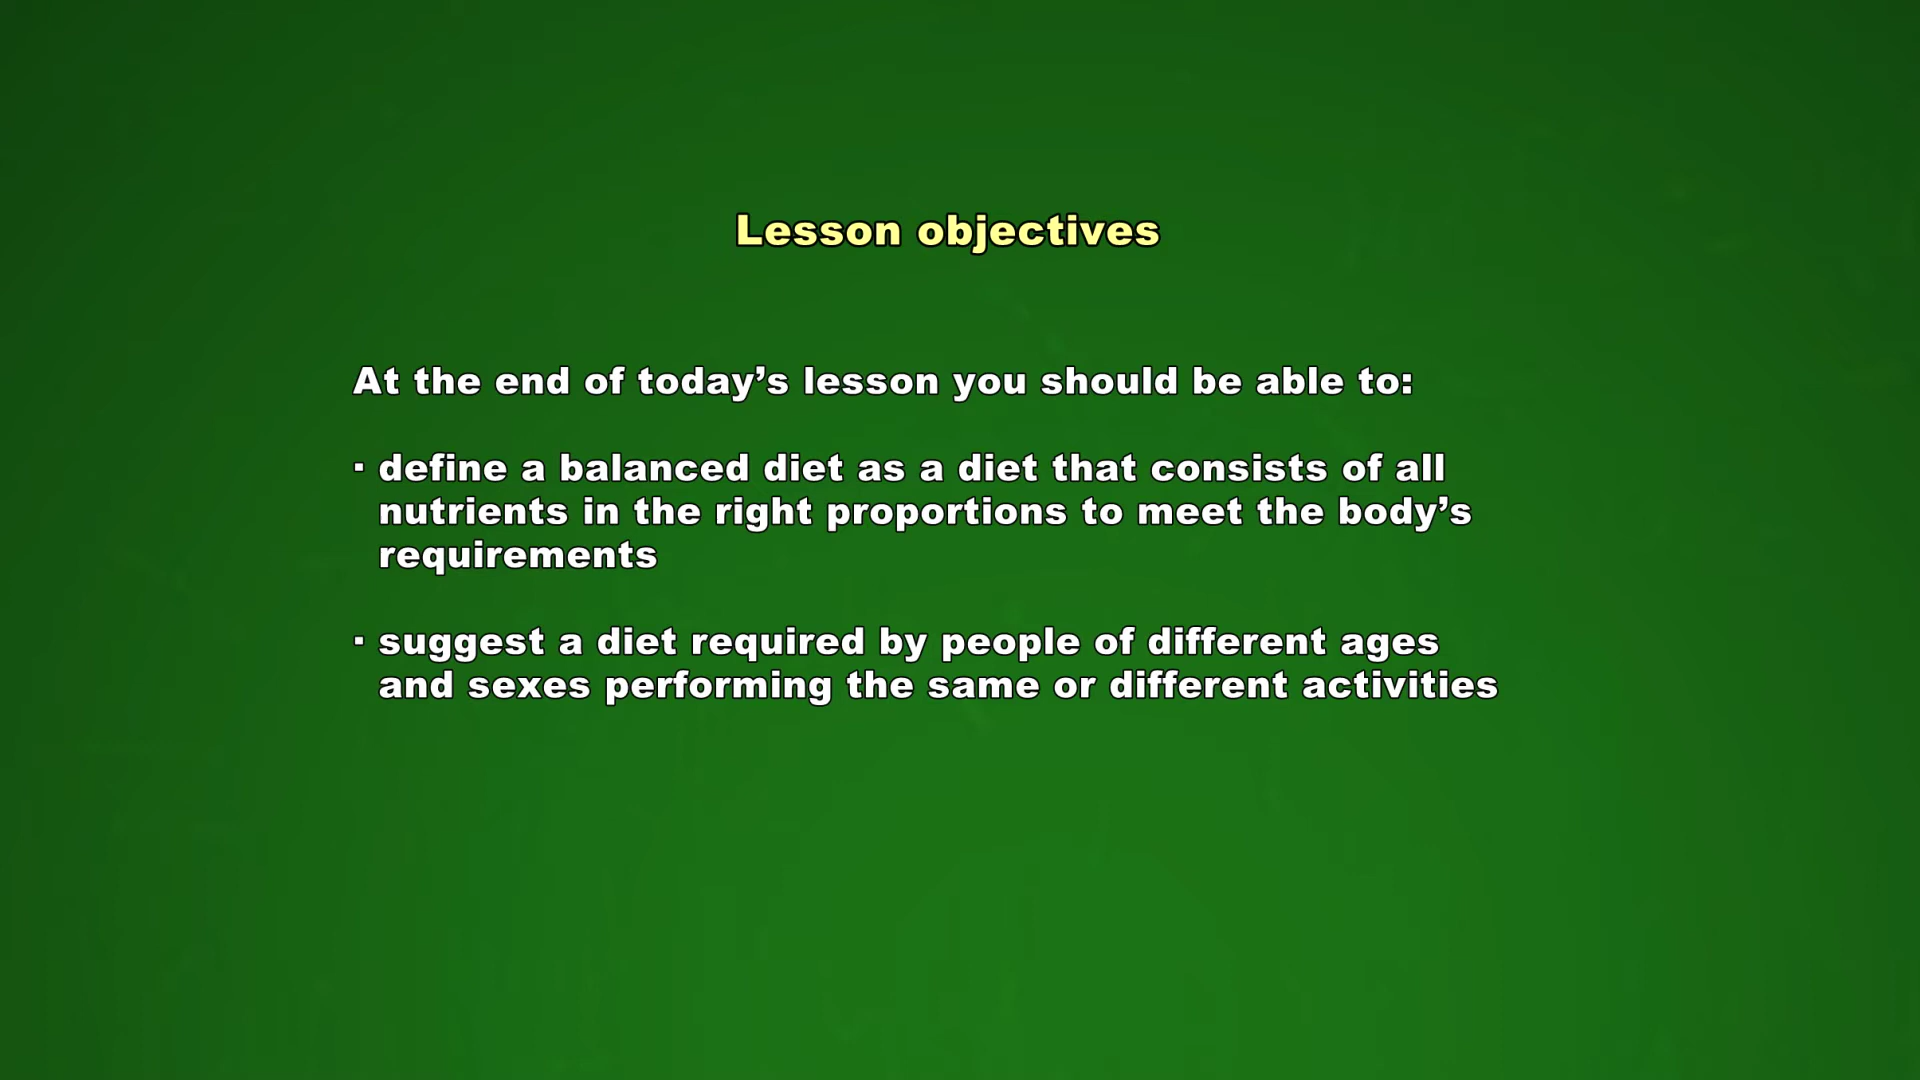 Lesson objectives
At the end of today’s lesson you should be able to:
· define a balanced diet as a diet that consists of all
nutrients in the right proportions to meet the body’s
requirements
· suggest a diet required by people of different ages
and sexes performing the same or different activities